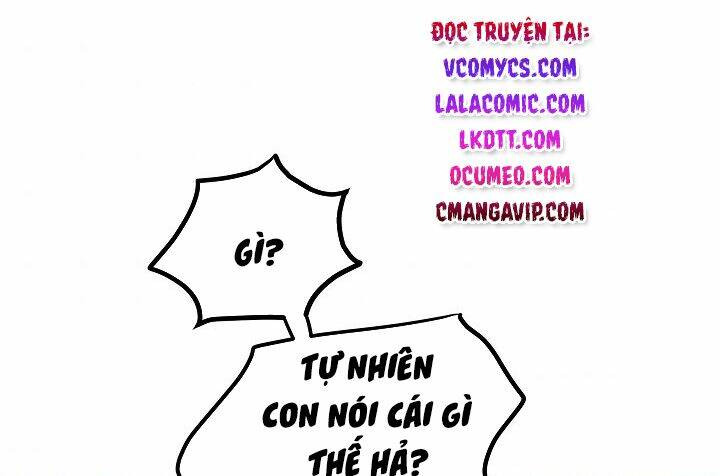 ĐỌC TRUYỆN TẠI:
VCOMYCS.COM
LALACOMIC.COM
LKDTT.COM
OCUMEO.COM
CMANGAVIP.COM
GÌ?
TỰ NHIÊN
CON NÓI CÁI GÌ
THẾ HẢ?